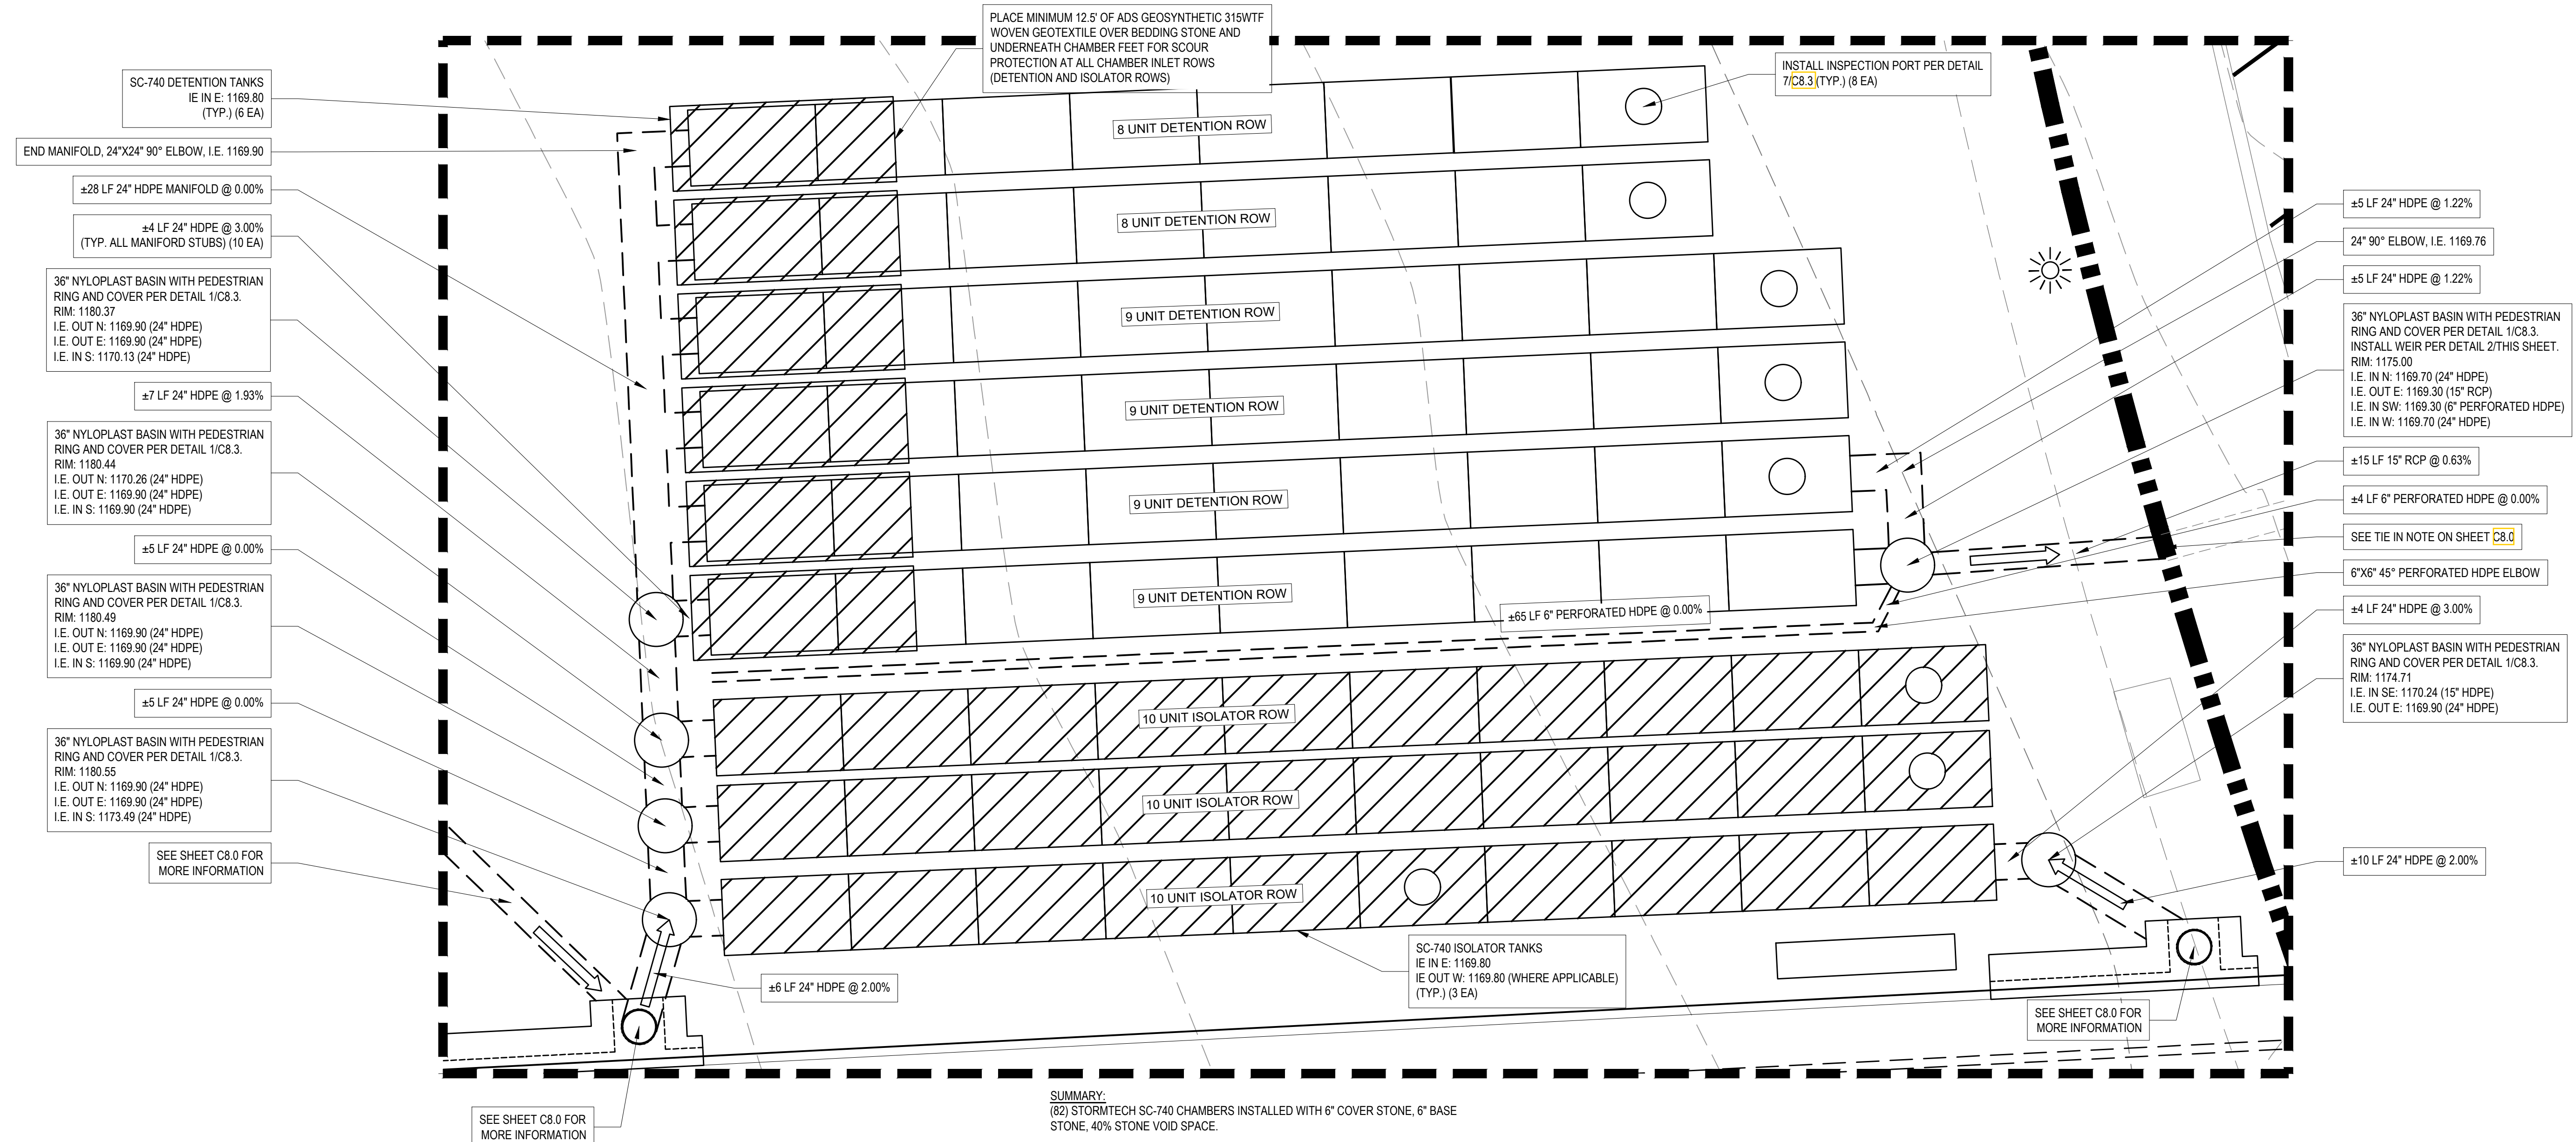 PLACE MINIMUM 12.5' OF ADS GEOSYNTHETIC 315WTF
WOVEN GEOTEXTILE OVER BEDDING STONE AND
UNDERNEATH CHAMBER FEET FOR SCOUR
PROTECTION AT ALL CHAMBER INLET ROWS
(DETENTION AND ISOLATOR ROWS)
INSTALL INSPECTION PORT PER DETAIL
7/C8.3 (TYP.) (8 EA)
SC-740 DETENTION TANKS
IE IN E: 1169.80
(TYP.) (6 EA)
END MANIFOLD, 24"X24" 90° ELBOW, I.E. 1169.90
±28 LF 24" HDPE MANIFOLD @ 0.00%
±4 LF 24" HDPE @ 3.00%
(TYP. ALL MANIFORD STUBS) (10 EA)
36" NYLOPLAST BASIN WITH PEDESTRIAN
RING AND COVER PER DETAIL 1/C8.3.
RIM: 1180.37
I.E. OUT N: 1169.90 (24" HDPE)
I.E. OUT E: 1169.90 (24" HDPE)
I.E. IN S: 1170.13 (24" HDPE)
±7 LF 24" HDPE @ 1.93%
36" NYLOPLAST BASIN WITH PEDESTRIAN
RING AND COVER PER DETAIL 1/C8.3.
RIM: 1180.44
I.E. OUT N: 1170.26 (24" HDPE)
I.E. OUT E: 1169.90 (24" HDPE)
I.E. IN S: 1169.90 (24" HDPE)
±5 LF 24" HDPE @ 0.00%
36" NYLOPLAST BASIN WITH PEDESTRIAN
RING AND COVER PER DETAIL 1/C8.3.
RIM: 1180.49
I.E. OUT N: 1169.90 (24" HDPE)
I.E. OUT E: 1169.90 (24" HDPE)
I.E. IN S: 1169.90 (24" HDPE)
±5 LF 24" HDPE @ 0.00%
36" NYLOPLAST BASIN WITH PEDESTRIAN
RING AND COVER PER DETAIL 1/C8.3.
RIM: 1180.55
I.E. OUT N: 1169.90 (24" HDPE)
I.E. OUT E: 1169.90 (24" HDPE)
I.E. IN S: 1173.49 (24" HDPE)
SEE SHEET C8.0 FOR
MORE INFORMATION
8 UNIT DETENTION ROW
8 UNIT DETENTION ROW
9 UNIT DETENTION ROW
9 UNIT DETENTION ROW
9 UNIT DETENTION ROW
9 UNIT DETENTION ROW
±65 LF 6" PERFORATED HDPE @ 0.00%
10 UNIT ISOLATOR ROW
10 UNIT ISOLATOR ROW
10 UNIT ISOLATOR ROW
±5 LF 24" HDPE @ 1.22%
24" 90° ELBOW, I.E. 1169.76
±5 LF 24" HDPE @ 1.22%
36" NYLOPLAST BASIN WITH PEDESTRIAN
RING AND COVER PER DETAIL 1/C8.3.
INSTALL WEIR PER DETAIL 2/THIS SHEET.
RIM: 1175.00
I.E. IN N: 1169.70 (24" HDPE)
I.E. OUT E: 1169.30 (15" RCP)
I.E. IN SW: 1169.30 (6" PERFORATED HDPE)
I.E. IN W: 1169.70 (24" HDPE)
±15 LF 15" RCP @ 0.63%
±4 LF 6" PERFORATED HDPE @ 0.00%
SEE TIE IN NOTE ON SHEET C8.0
6"X6" 45° PERFORATED HDPE ELBOW
±4 LF 24" HDPE @ 3.00%
36" NYLOPLAST BASIN WITH PEDESTRIAN
RING AND COVER PER DETAIL 1/C8.3.
RIM: 1174.71
I.E. IN SE: 1170.24 (15" HDPE)
I.E. OUT E: 1169.90 (24" HDPE)
±10 LF 24" HDPE @ 2.00%
SC-740 ISOLATOR TANKS
IE IN E: 1169.80
IE OUT W: 1169.80 (WHERE APPLICABLE)
(TYP.) (3 EA)
±6 LF 24" HDPE @ 2.00%
SEE SHEET C8.0 FOR
MORE INFORMATION
SEE SHEET C8.0 FOR
MORE INFORMATION
SUMMARY:
(82) STORMTECH SC-740 CHAMBERS INSTALLED WITH 6" COVER STONE, 6" BASE
STONE, 40% STONE VOID SPACE.